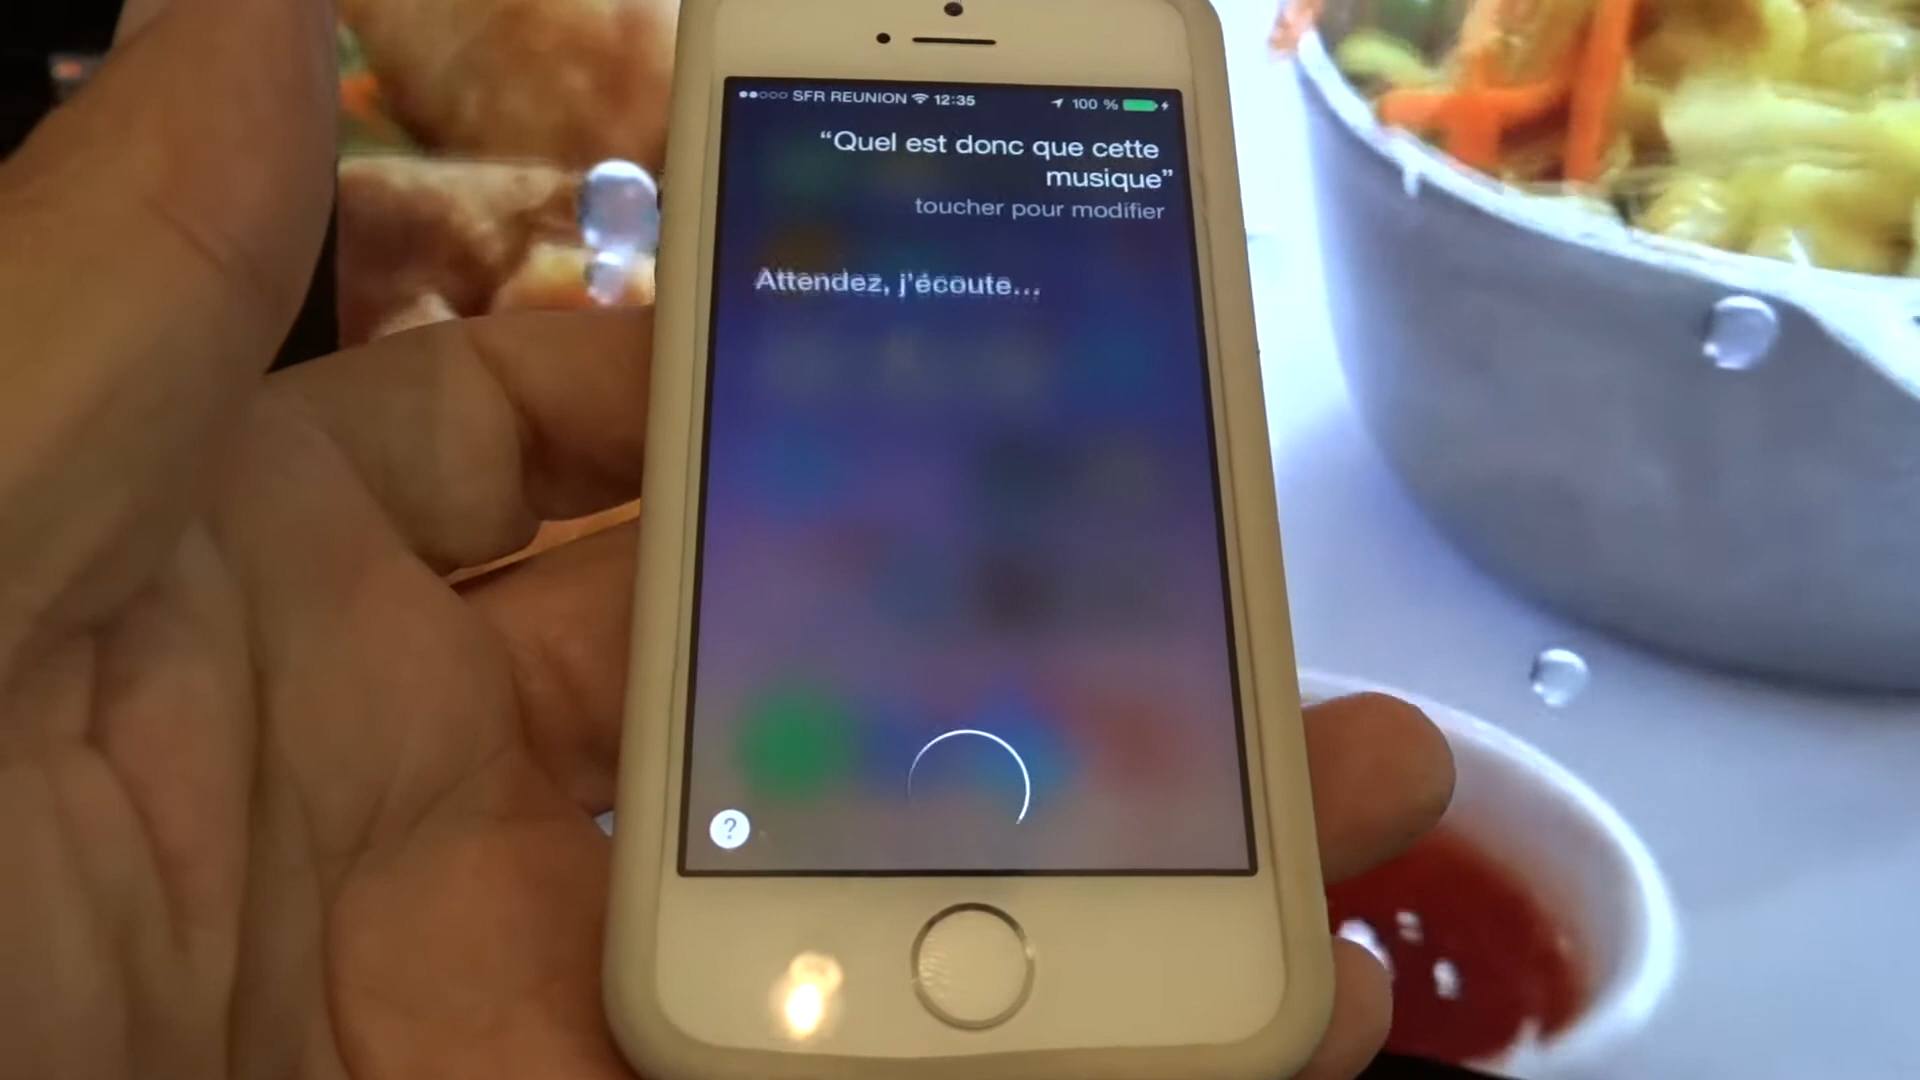 SFR REUNION 12:35 100 %
“Quel est donc que cette
musique”
toucher pour modifier
Attendez, j'écoute...
?